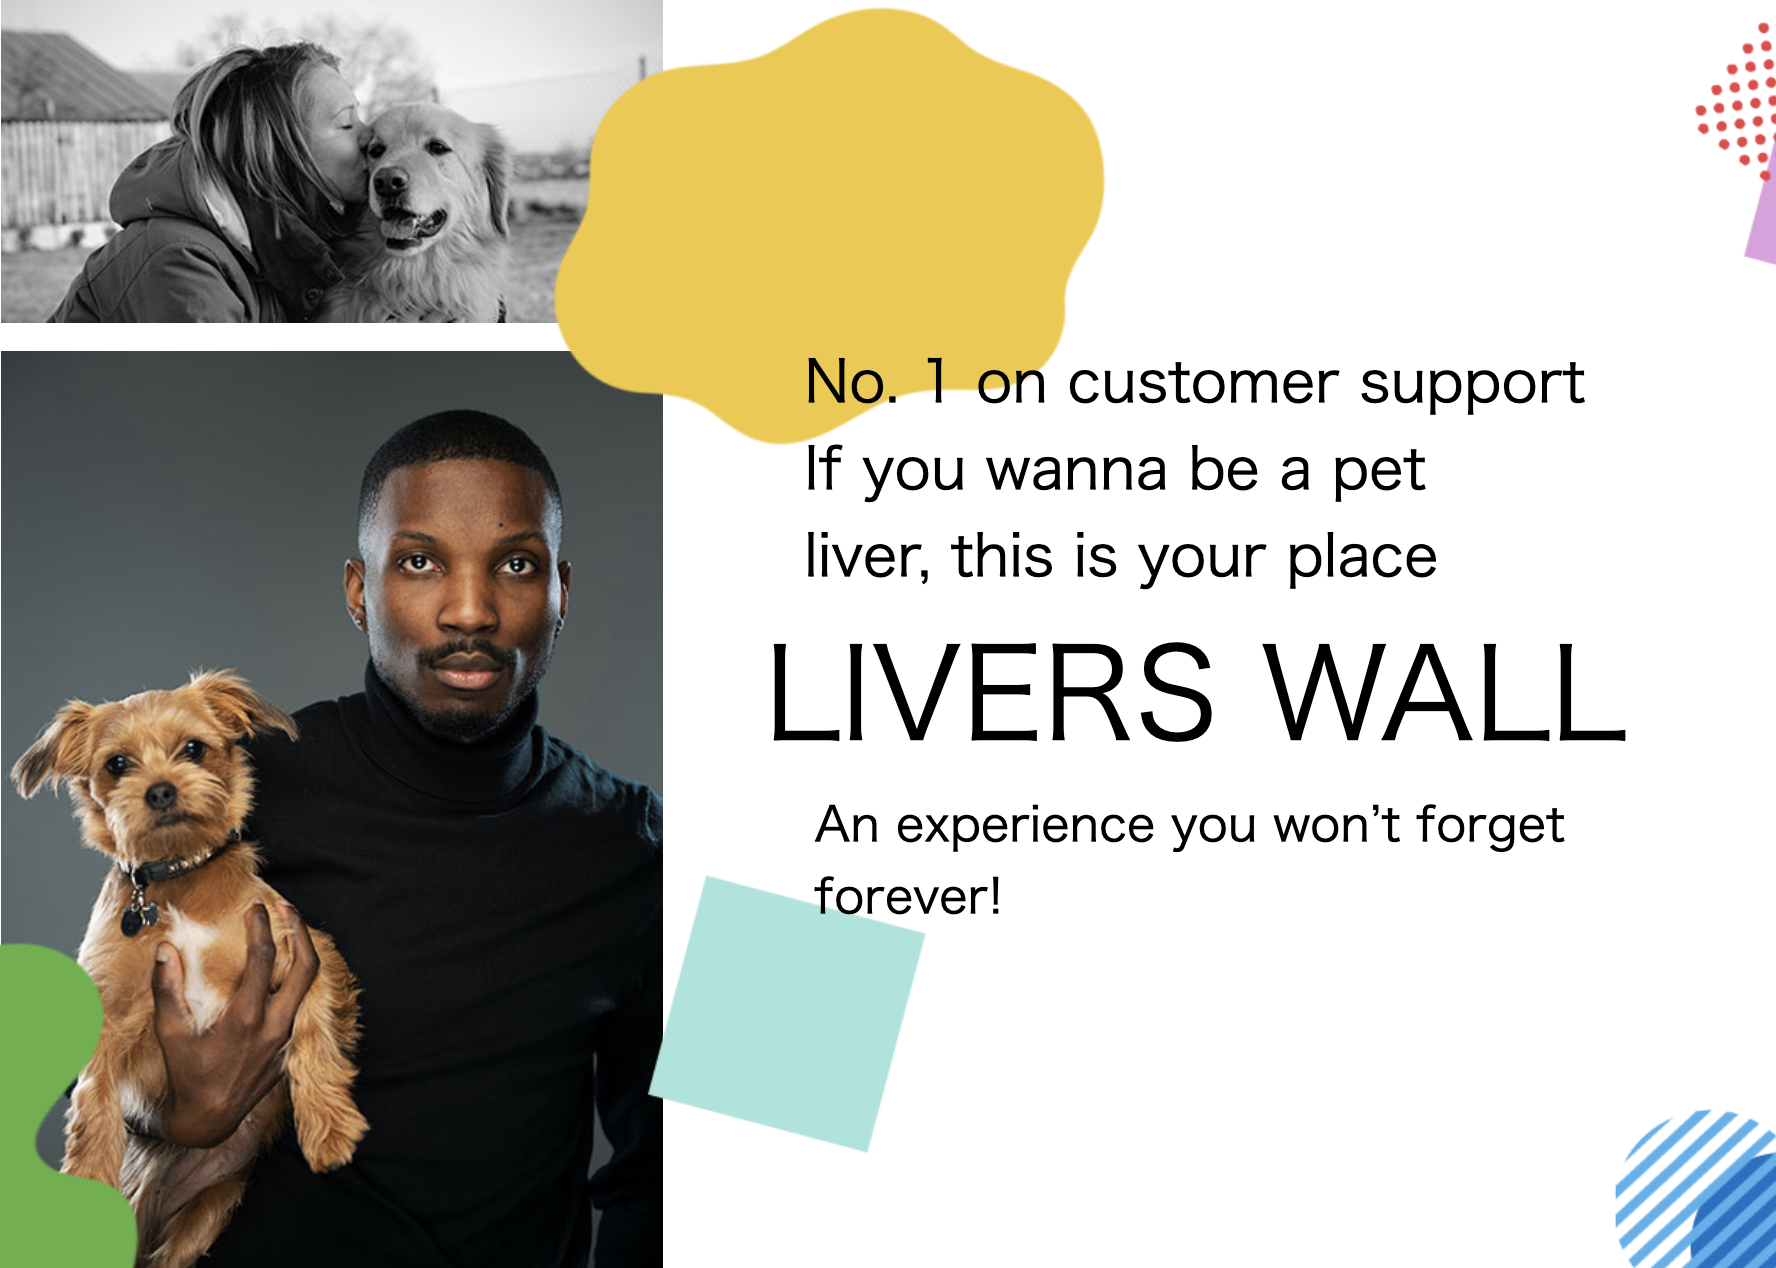 No. 1 on customer support
If you wanna be a pet
liver, this is your place
LIVERS WALL
An experience you won’t forget
forever!